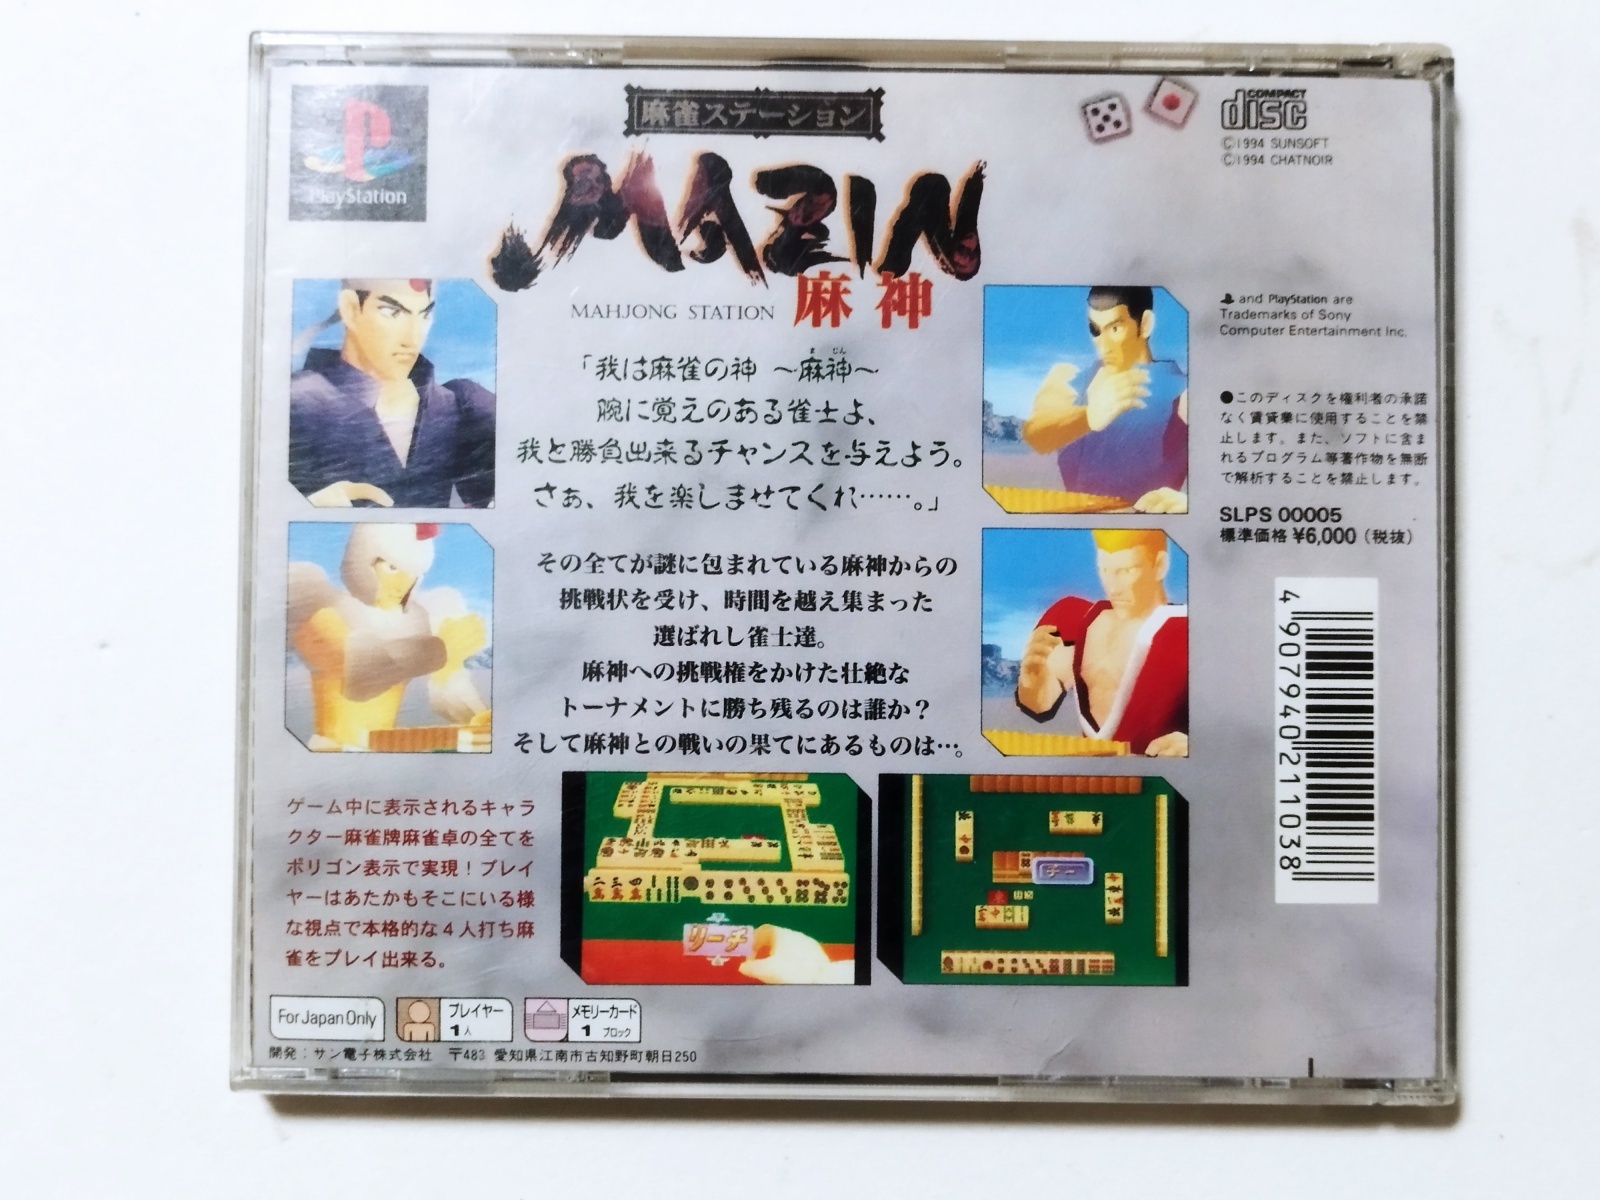 PlayStation
麻雀ステーション
MAZIN
MAHJONG STATION 麻神
COMPACT
disc
©1994 SUNSOFT
©1994 CHATNOIR
and PlayStation are
Trademarks of Sony
Computer Entertainment Inc.
●このディスクを権利者の承諾
なく賃貸業に使用することを禁
止します。また、ソフトに含ま
れるプログラム等著作物を無断
で解析することを禁止します。
SLPS 00005
標準価格 ¥6,000(税抜)
4907940211038
「我は麻雀の神 〜麻神〜
まじん
腕に覚えのある雀士よ、
我と勝負出来るチャンスを与えよう。
さぁ、我を楽しませてくれ……。」
その全てが謎に包まれている麻神からの
挑戦状を受け、時間を越え集まった
選ばれし雀士達。
麻神への挑戦権をかけた壮絶な
トーナメントに勝ち残るのは誰か?
そして麻神との戦いの果てにあるものは…。
ゲーム中に表示されるキャラ
クター麻雀牌麻雀卓の全てを
ポリゴン表示で実現!プレイ
ヤーはあたかもそこにいる様
な視点で本格的な4人打ち麻
雀をプレイ出来る。
リーチ
チー
For Japan Only
プレイヤー
1人
メモリーカード
1 ブロック
開発:サン電子株式会社 〒483 愛知県江南市古知野町朝日250